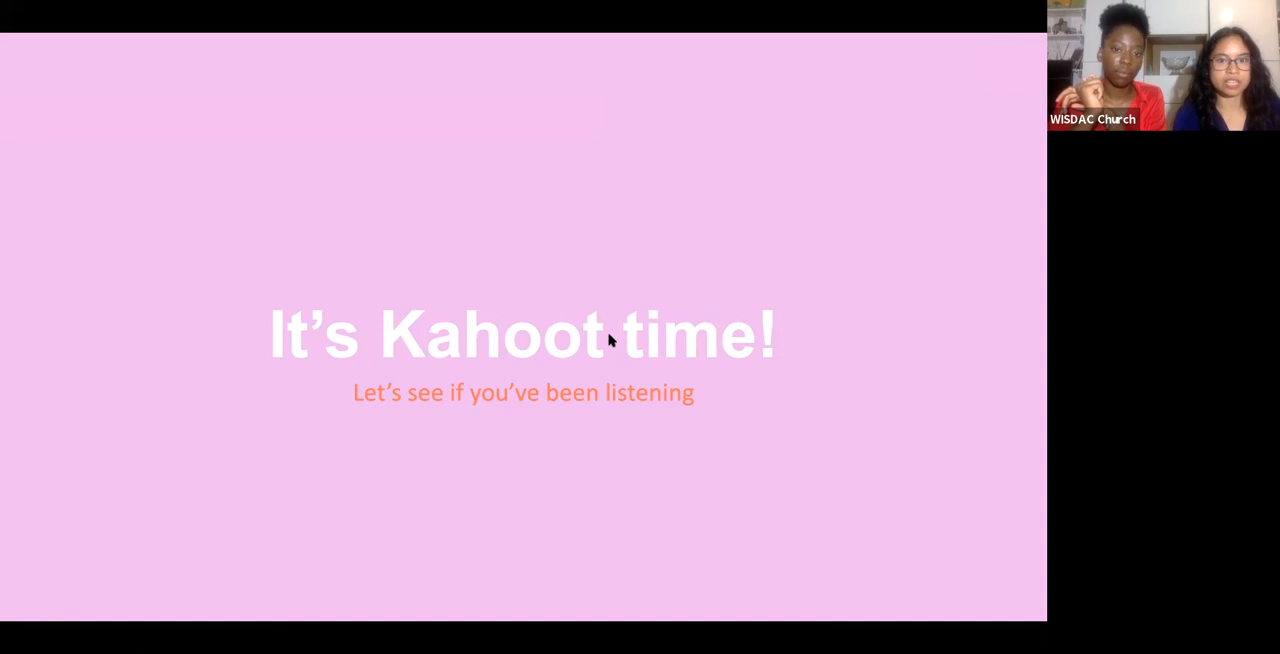 It’s Kahoot time!
Let’s see if you’ve been listening
WISDAC Church